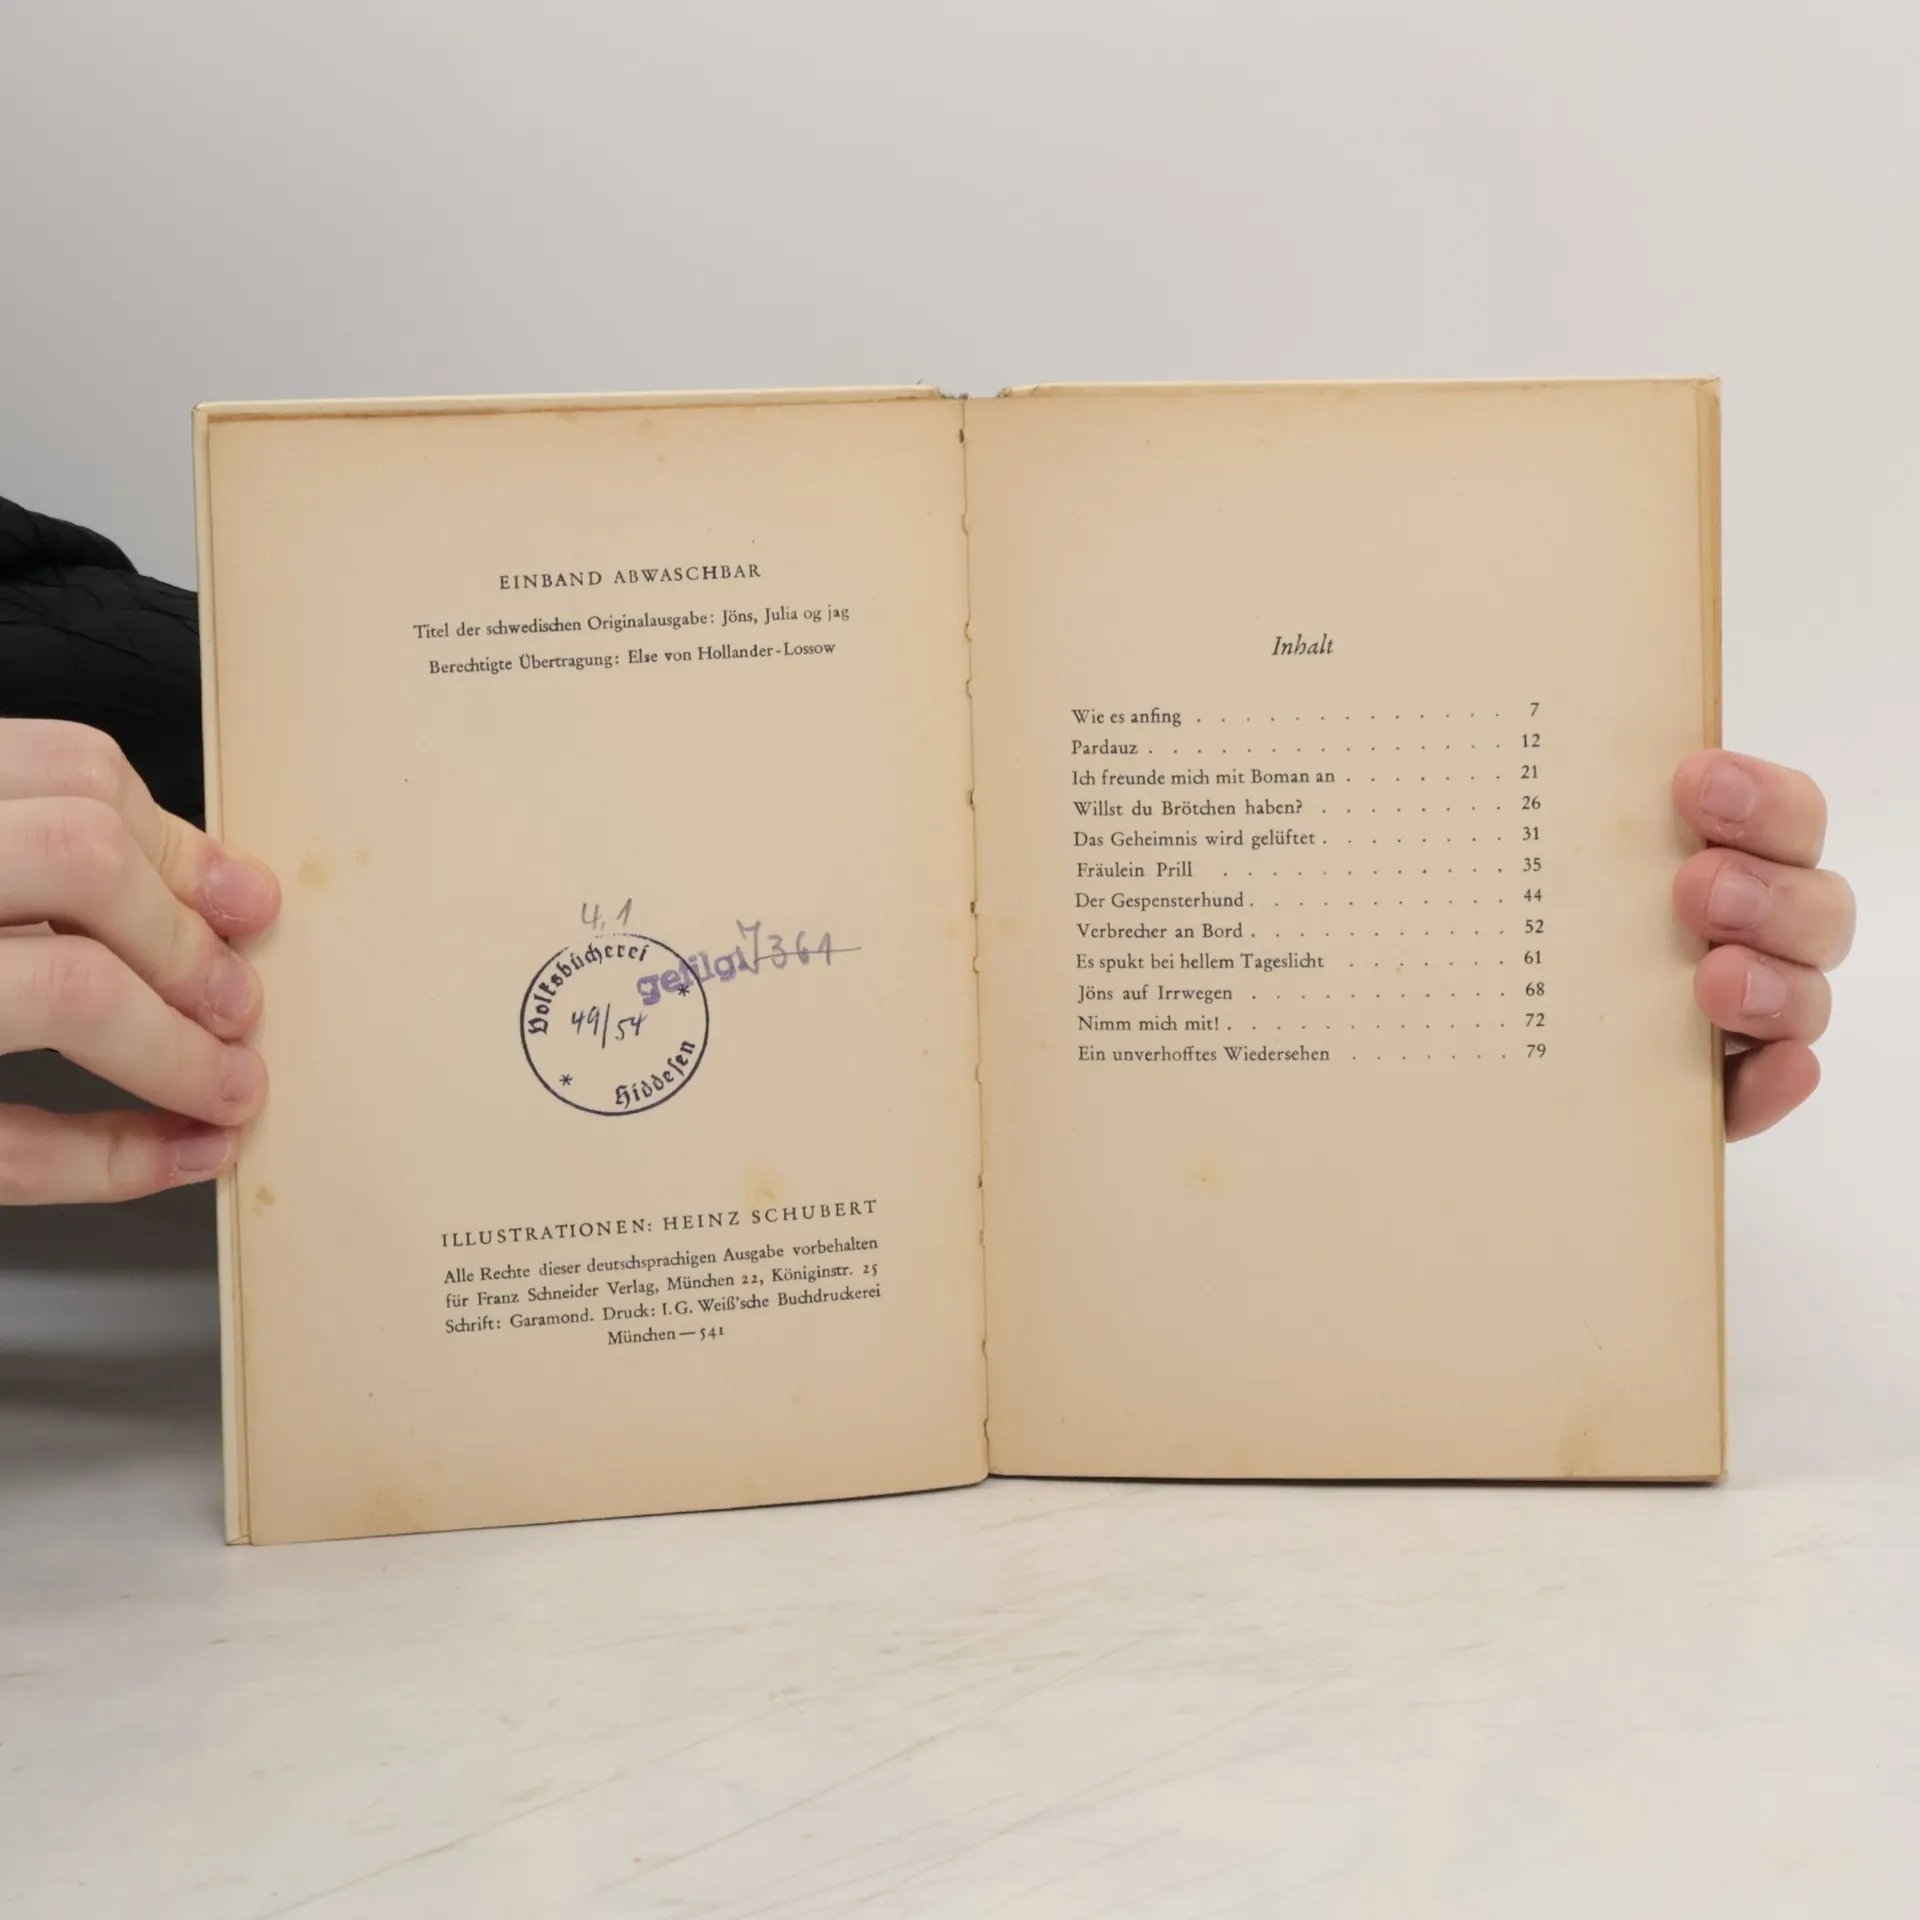 EINBAND ABWASCHBAR
Titel der schwedischen Originalausgabe: Jöns, Julia og jag
Berechtigte Übertragung: Else von Hollander-Lossow
4,1
Volksbücherei
getilgt 7361
49/54
* *
Hiddesen
ILLUSTRATIONEN: HEINZ SCHUBERT
Alle Rechte dieser deutschsprachigen Ausgabe vorbehalten
für Franz Schneider Verlag, München 22, Königinstr. 25
Schrift: Garamond. Druck: I. G. Weiß'sche Buchdruckerei
München — 541
Inhalt
Wie es anfing . . . . . . . . . . . . . 7
Pardauz . . . . . . . . . . . . . . . 12
Ich freunde mich mit Boman an . . . . . . . 21
Willst du Brötchen haben? . . . . . . . . 26
Das Geheimnis wird gelüftet . . . . . . . . 31
Fräulein Prill . . . . . . . . . . . . 35
Der Gespensterhund . . . . . . . . . . . 44
Verbrecher an Bord . . . . . . . . . . . 52
Es spukt bei hellem Tageslicht . . . . . . . 61
Jöns auf Irrwegen . . . . . . . . . . . 68
Nimm mich mit! . . . . . . . . . . . . 72
Ein unverhofftes Wiedersehen . . . . . . . 79